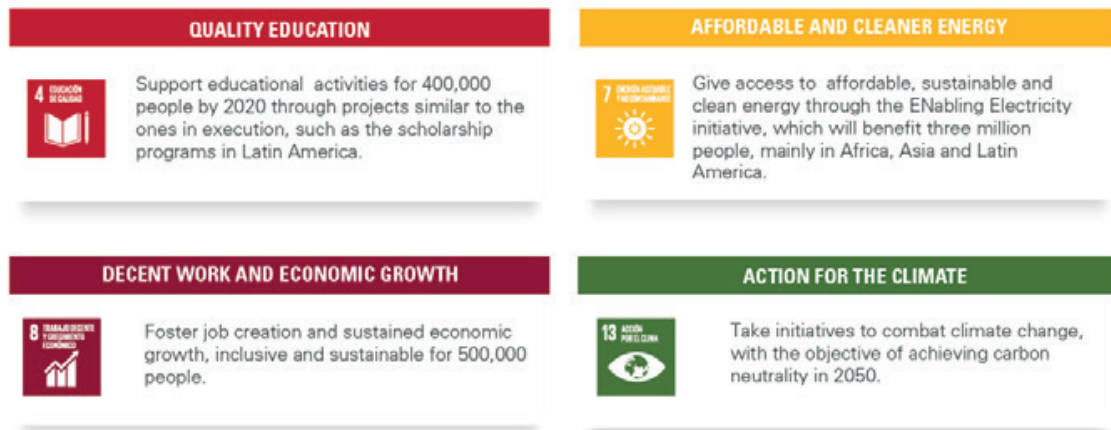 QUALITY EDUCATION
4 EDUCACIÓN
DE CALIDAD
Support educational activities for 400,000
people by 2020 through projects similar to the
ones in execution, such as the scholarship
programs in Latin America.
AFFORDABLE AND CLEANER ENERGY
7 ENERGÍA ASEQUIBLE
Y NO CONTAMINANTE
Give access to affordable, sustainable and
clean energy through the ENabling Electricity
initiative, which will benefit three million
people, mainly in Africa, Asia and Latin
America.
DECENT WORK AND ECONOMIC GROWTH
8 TRABAJO DECENTE
Y CRECIMIENTO
ECONÓMICO
Foster job creation and sustained economic
growth, inclusive and sustainable for 500,000
people.
ACTION FOR THE CLIMATE
13 ACCIÓN
POR EL CLIMA
Take initiatives to combat climate change,
with the objective of achieving carbon
neutrality in 2050.